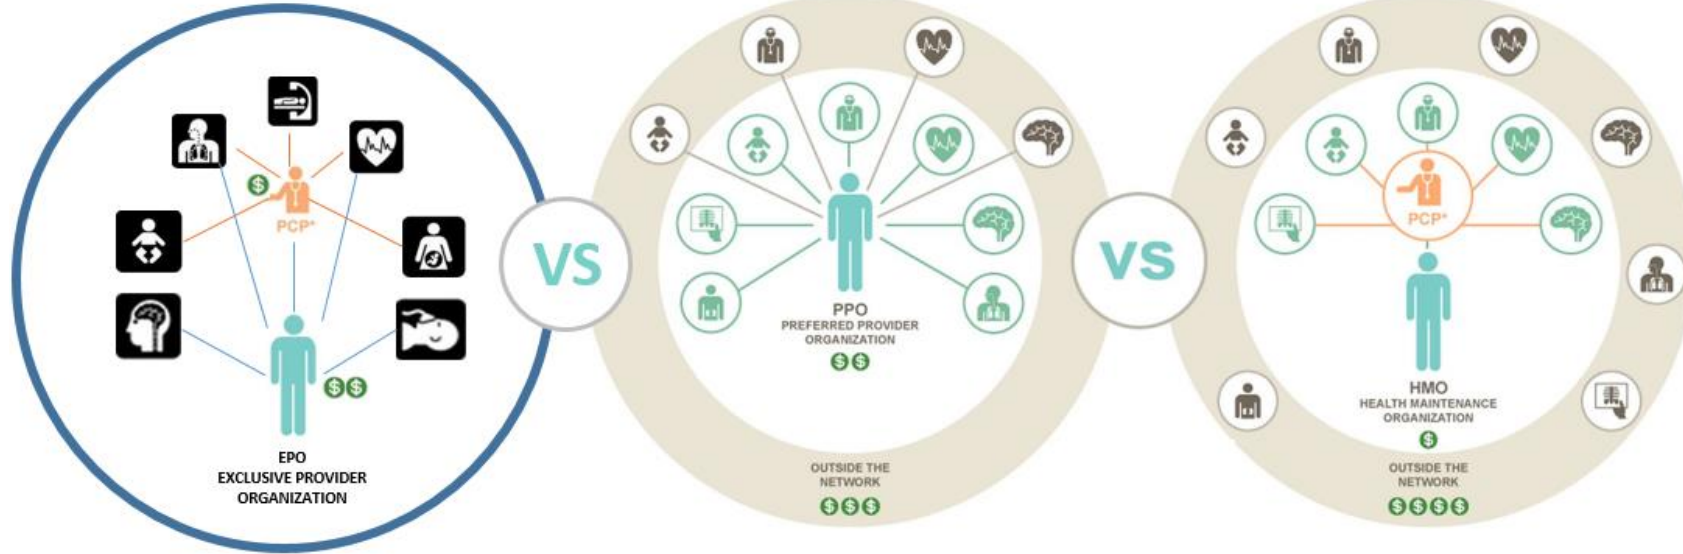 $
PCP*
$$
EPO
EXCLUSIVE PROVIDER
ORGANIZATION
VS
PPO
PREFERRED PROVIDER
ORGANIZATION
$$
OUTSIDE THE
NETWORK
$$$
VS
PCP*
HMO
HEALTH MAINTENANCE
ORGANIZATION
$
OUTSIDE THE
NETWORK
$$$$